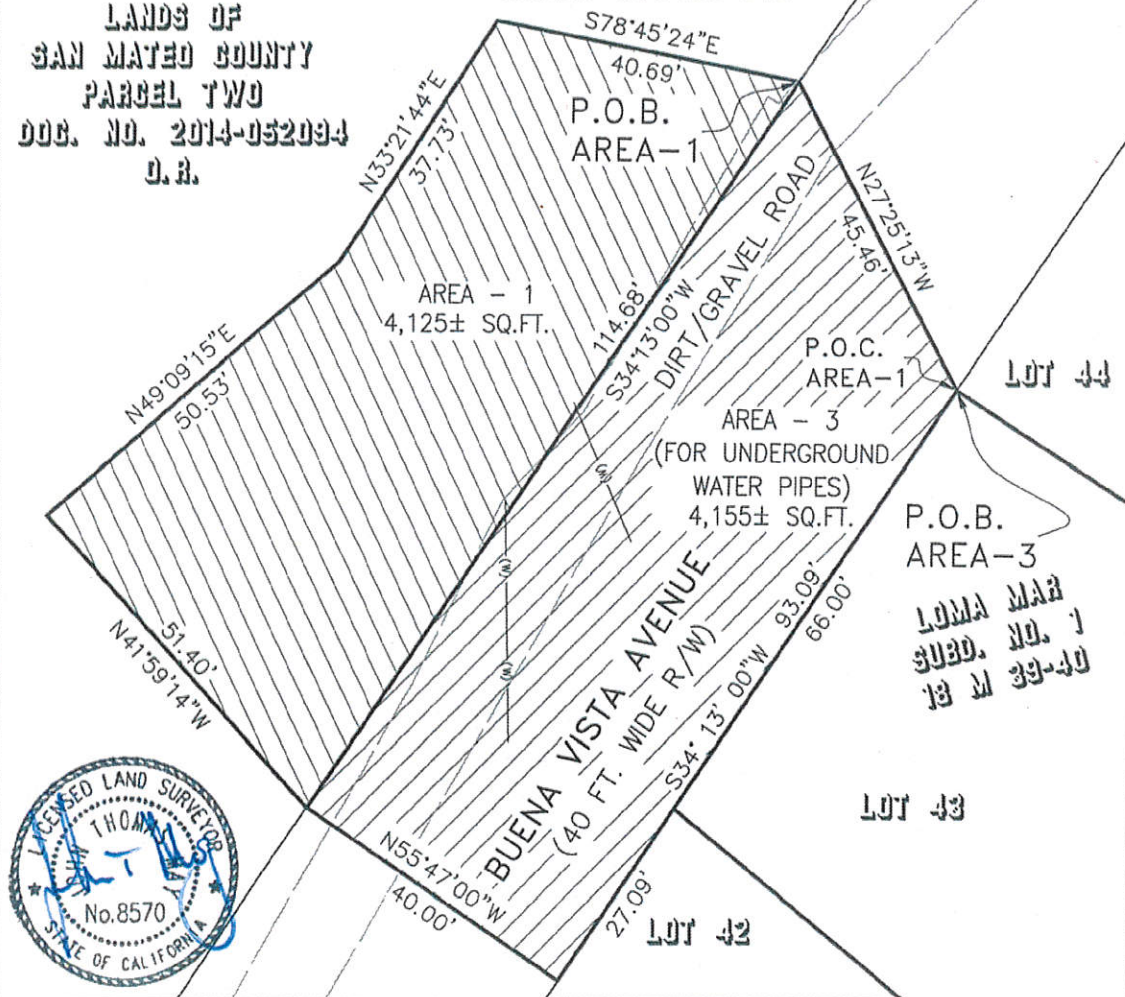 LANDS OF
SAN MATEO COUNTY
PARCEL TWO
DOC. NO. 2014-052094
O.R.
S78°45'24"E
40.69'
P.O.B.
AREA-1
N33°21'44"E
37.73'
N27°25'13"W
45.46'
AREA - 1
4,125± SQ.FT.
114.68'
S34°13'00"W
DIRT/GRAVEL ROAD
N49°09'15"E
50.53'
P.O.C.
AREA-1
LOT 44
AREA - 3
(FOR UNDERGROUND
WATER PIPES)
4,155± SQ.FT.
(W)
(W)
(W)
P.O.B.
AREA-3
LOMA MAR
SUBD. NO. 1
18 M 39-40
51.40'
N41°59'14"W
BUENA VISTA AVENUE
(40 FT. WIDE R/W)
S34° 13' 00"W 93.09'
66.00'
LOT 43
N55°47'00"W
40.00'
27.09'
LOT 42
LICENSED LAND SURVEYOR
THOMAS MAY
No.8570
STATE OF CALIFORNIA